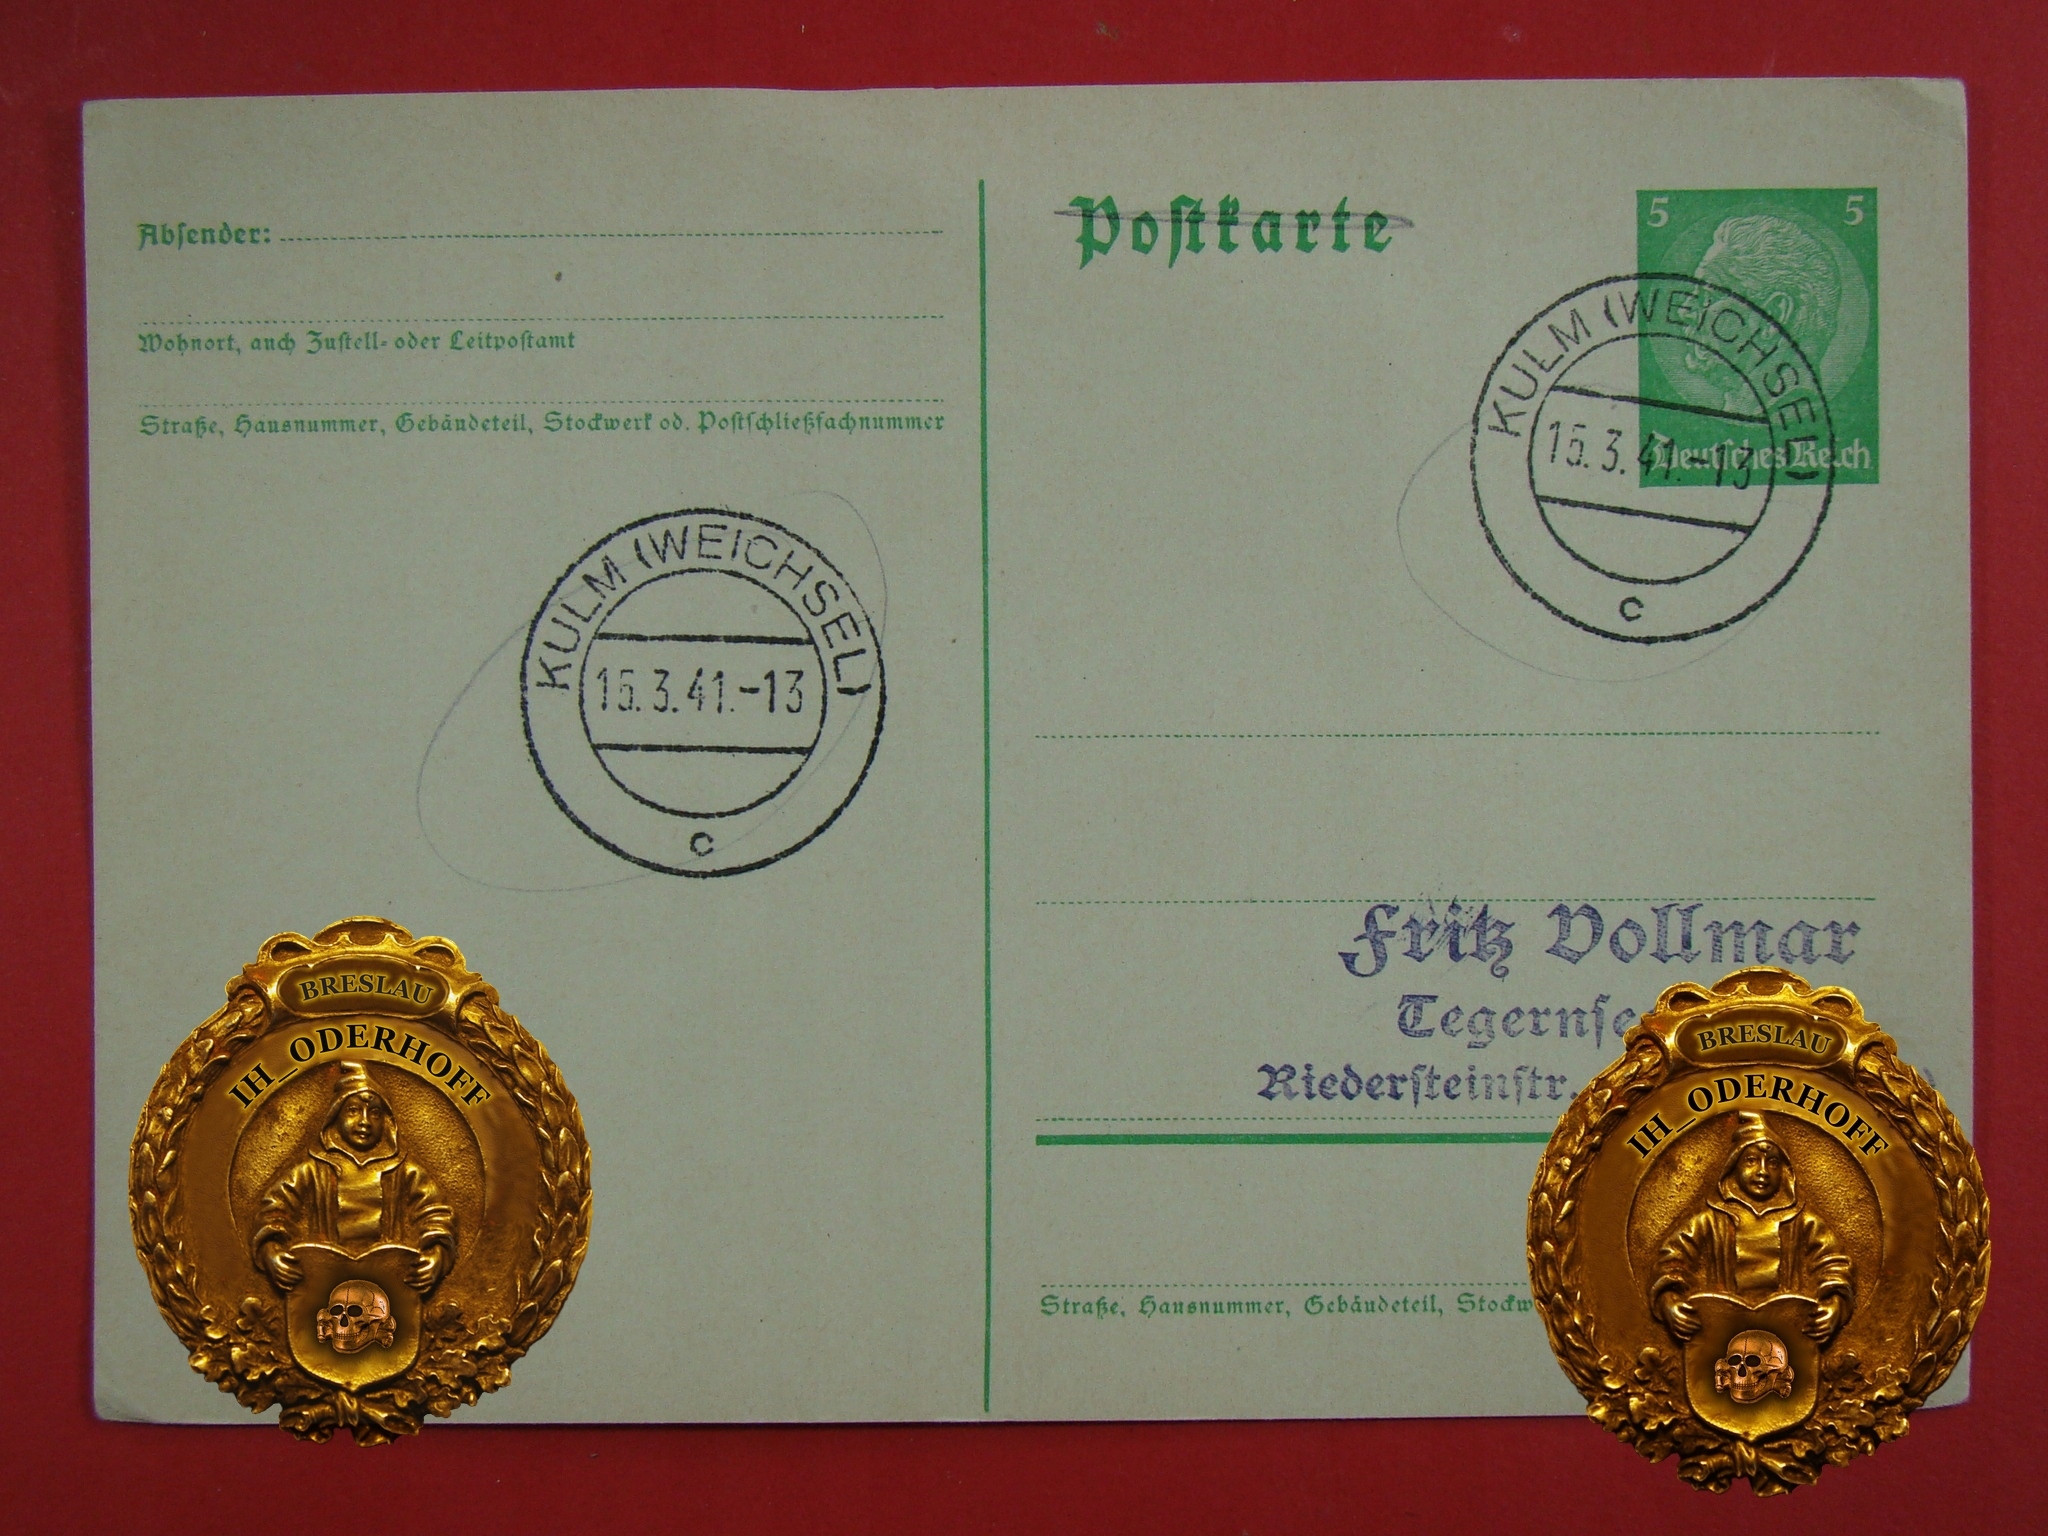 Absender:
Wohnort, auch Zustell- oder Leitpostamt
Straße, Hausnummer, Gebäudeteil, Stockwerk od. Postschließfachnummer
KULM (WEICHSEL)
15.3.41.-13
c
Postkarte
5 5
Deutsches Reich
KULM (WEICHSEL)
15.3.41.-13
c
Fritz Vollmar
Riedersteinstr.
Straße, Hausnummer, Gebäudeteil,
BRESLAU
IH_ODERHOFF
BRESLAU
IH_ODERHOFF